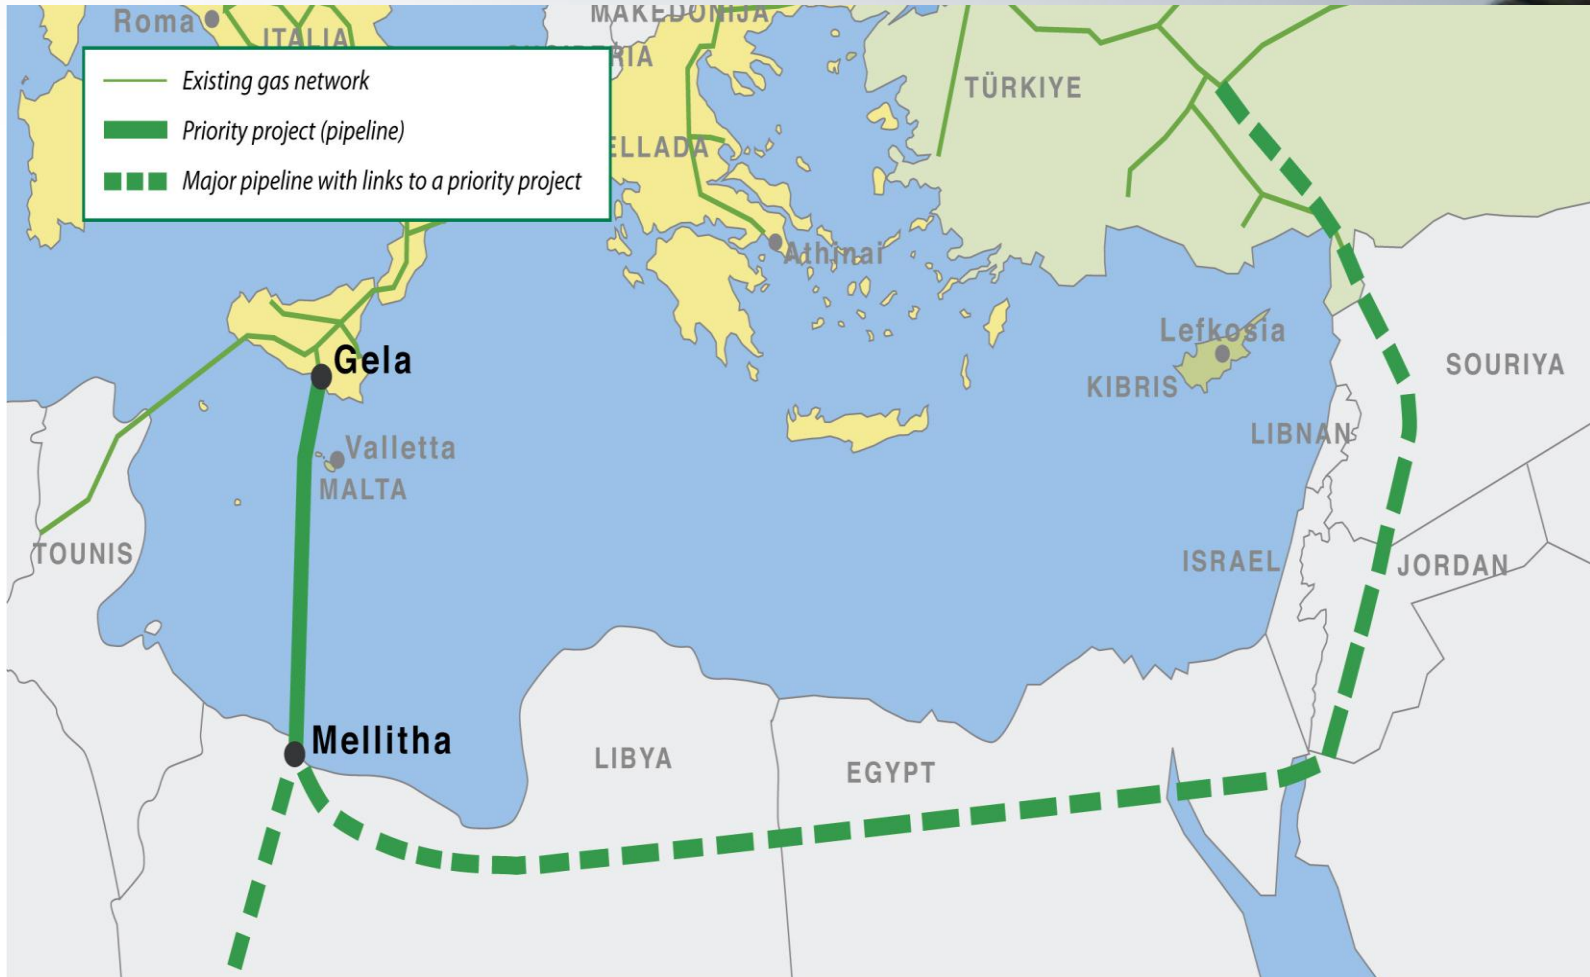 Roma
ITALIA
MAKEDONIJA
ERIA
TÜRKIYE
Existing gas network
Priority project (pipeline)
Major pipeline with links to a priority project
ELLADA
Athinai
Gela
Lefkosia
KIBRIS
SOURIYA
Valletta
MALTA
LIBNAN
TOUNIS
ISRAEL
JORDAN
Mellitha
LIBYA
EGYPT